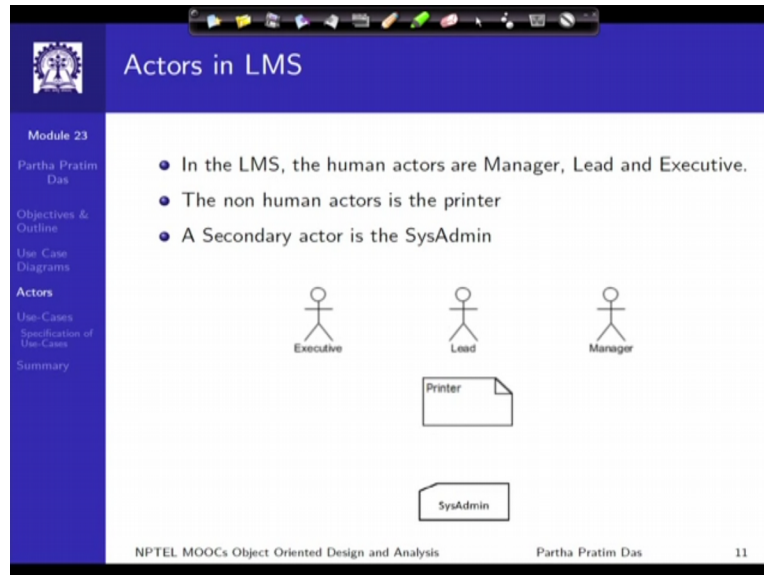 Actors in LMS
Module 23
Partha Pratim
Das
Objectives &
Outline
Use Case
Diagrams
Actors
Use-Cases
Specification of
Use-Cases
Summary
In the LMS, the human actors are Manager, Lead and Executive.
The non human actors is the printer
A Secondary actor is the SysAdmin
Executive
Lead
Manager
Printer
SysAdmin
NPTEL MOOCs Object Oriented Design and Analysis
Partha Pratim Das
11